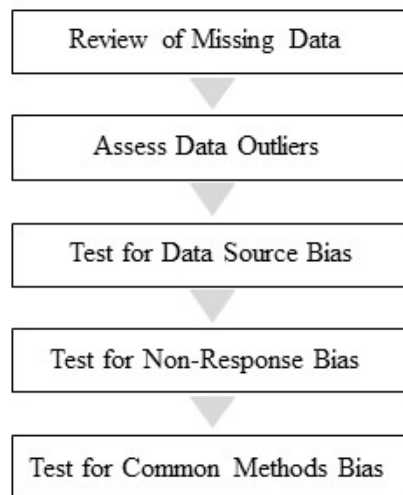 Review of Missing Data
Assess Data Outliers
Test for Data Source Bias
Test for Non-Response Bias
Test for Common Methods Bias